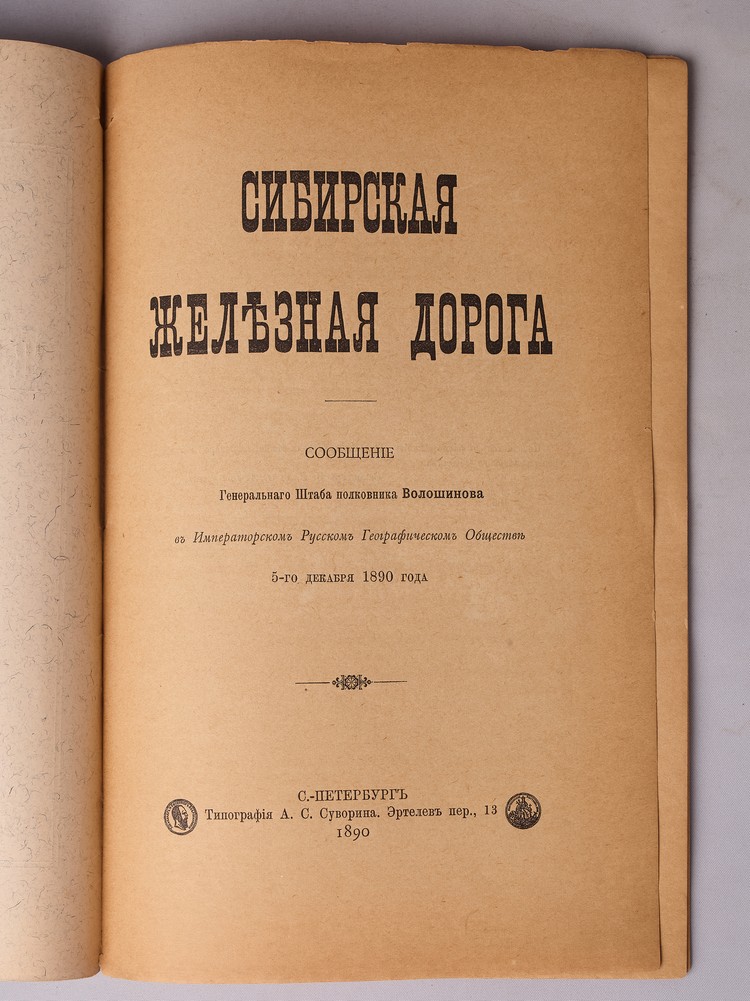 СИБИРСКАЯ
ЖЕЛѢЗНАЯ ДОРОГА
СООБЩЕНІЕ
Генеральнаго Штаба полковника Волошинова
въ Императорскомъ Русскомъ Географическомъ Обществѣ
5-го декабря 1890 года
С.-ПЕТЕРБУРГЪ
Типографія А. С. Суворина. Эртелевъ пер., 13
1890